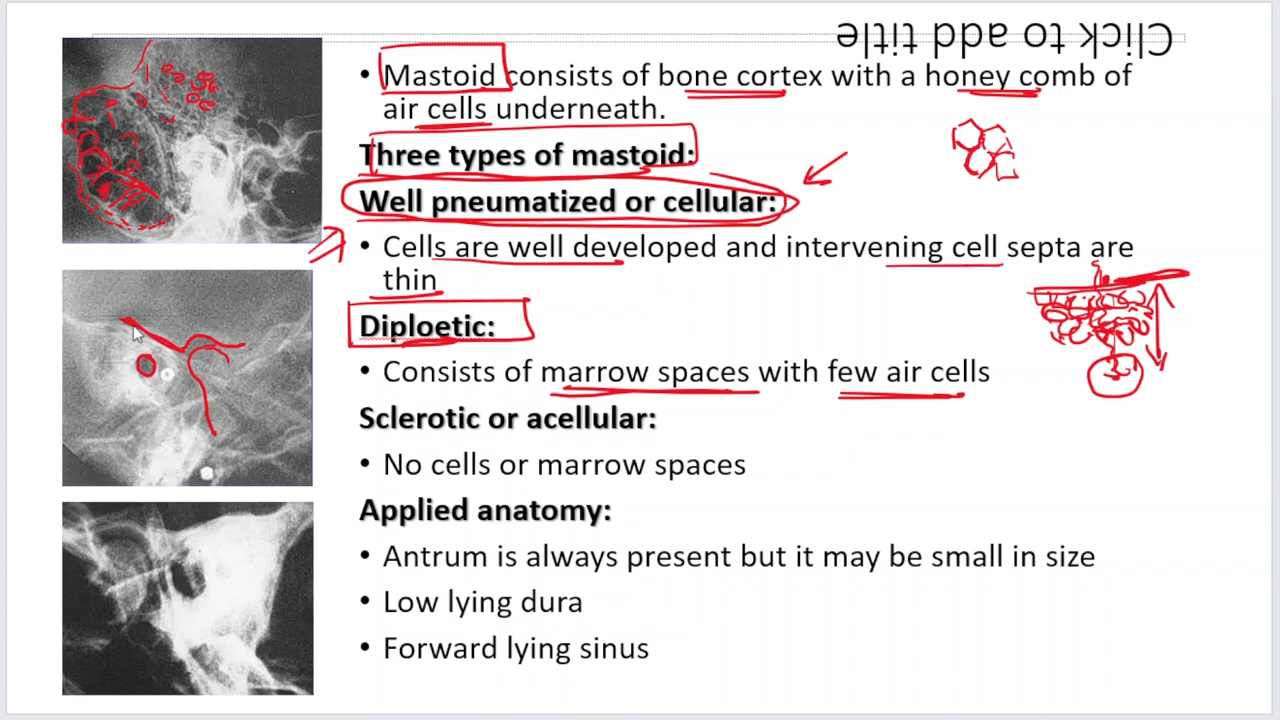 Click to add title
• Mastoid consists of bone cortex with a honey comb of
air cells underneath.
Three types of mastoid:
Well pneumatized or cellular:
• Cells are well developed and intervening cell septa are
thin
Diploetic:
• Consists of marrow spaces with few air cells
Sclerotic or acellular:
• No cells or marrow spaces
Applied anatomy:
• Antrum is always present but it may be small in size
• Low lying dura
• Forward lying sinus